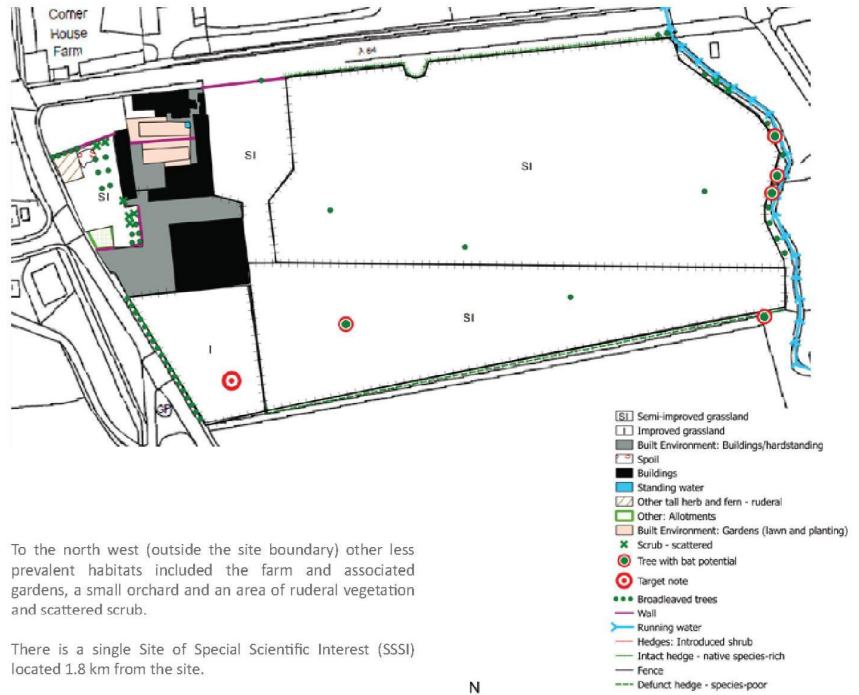 Corner
House
Farm
A 64
SI
SI
SI
SI
I
GP
SI Semi-improved grassland
I Improved grassland
Built Environment: Buildings/hardstanding
Spoil
Buildings
Standing water
Other tall herb and fern - ruderal
Other: Allotments
Built Environment: Gardens (lawn and planting)
Scrub - scattered
Tree with bat potential
Target note
Broadleaved trees
Wall
Running water
Hedges: Introduced shrub
Intact hedge - native species-rich
Fence
Defunct hedge - species-poor
To the north west (outside the site boundary) other less
prevalent habitats included the farm and associated
gardens, a small orchard and an area of ruderal vegetation
and scattered scrub.
There is a single Site of Special Scientific Interest (SSSI)
located 1.8 km from the site.
N